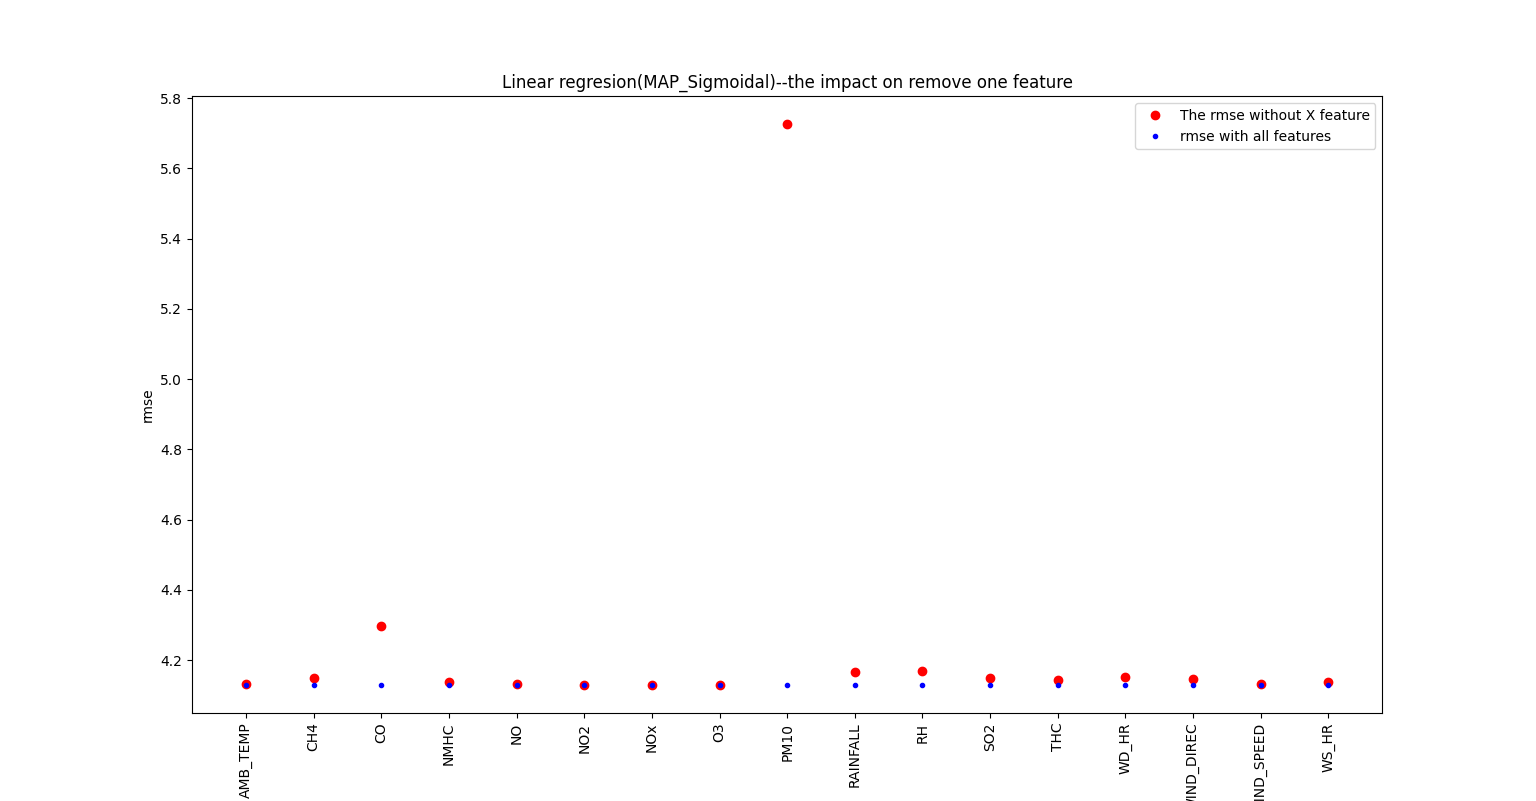 Linear regresion(MAP_Sigmoidal)--the impact on remove one feature
The rmse without X feature
rmse with all features
rmse
5.8
5.6
5.4
5.2
5.0
4.8
4.6
4.4
4.2
AMB_TEMP
CH4
CO
NMHC
NO
NO2
NOx
O3
PM10
RAINFALL
RH
SO2
THC
WD_HR
IND_DIREC
IND_SPEED
WS_HR